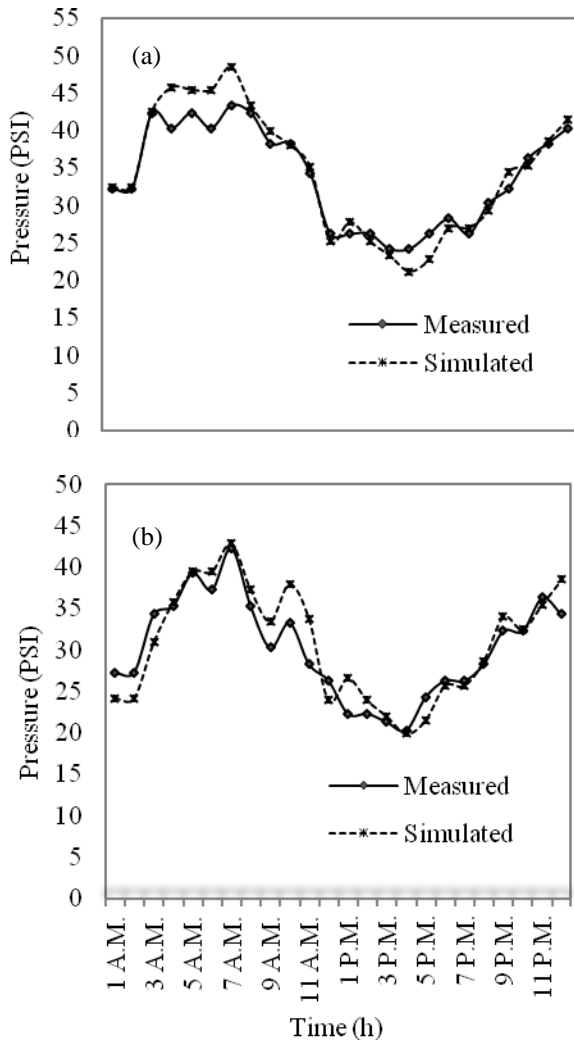 55
50
45
40
35
30
25
20
15
10
5
0
Pressure (PSI)
(a)
Measured
Simulated
50
45
40
35
30
25
20
15
10
5
0
Pressure (PSI)
(b)
Measured
Simulated
1 A.M.
3 A.M.
5 A.M.
7 A.M.
9 A.M.
11 A.M.
1 P.M.
3 P.M.
5 P.M.
7 P.M.
9 P.M.
11 P.M.
Time (h)